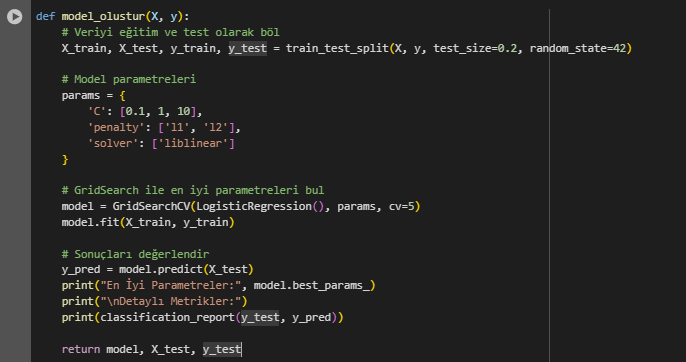 def model_olustur(X, y):
# Veriyi eğitim ve test olarak böl
X_train, X_test, y_train, y_test = train_test_split(X, y, test_size=0.2, random_state=42)
# Model parametreleri
params = {
'C': [0.1, 1, 10],
'penalty': ['l1', 'l2'],
'solver': ['liblinear']
}
# GridSearch ile en iyi parametreleri bul
model = GridSearchCV(LogisticRegression(), params, cv=5)
model.fit(X_train, y_train)
# Sonuçları değerlendir
y_pred = model.predict(X_test)
print("En İyi Parametreler:", model.best_params_)
print("\nDetaylı Metrikler:")
print(classification_report(y_test, y_pred))
return model, X_test, y_test